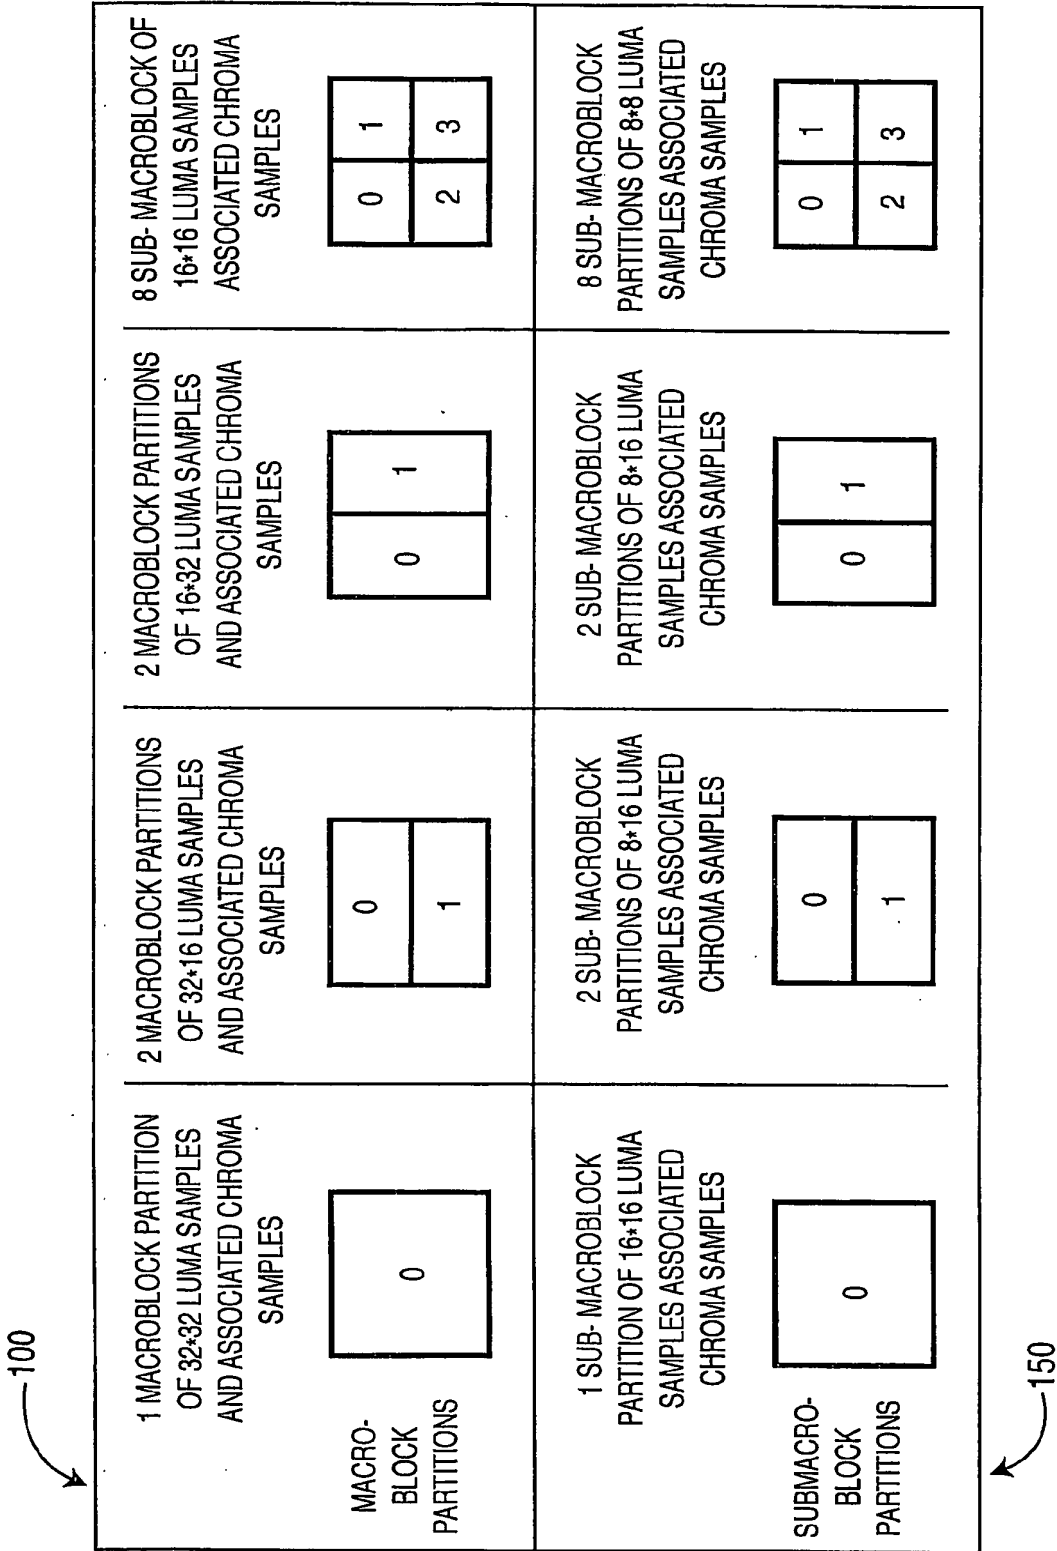 100
1 MACROBLOCK PARTITION
OF 32*32 LUMA SAMPLES
AND ASSOCIATED CHROMA
SAMPLES
2 MACROBLOCK PARTITIONS
OF 32*16 LUMA SAMPLES
AND ASSOCIATED CHROMA
SAMPLES
2 MACROBLOCK PARTITIONS
OF 16*32 LUMA SAMPLES
AND ASSOCIATED CHROMA
SAMPLES
8 SUB- MACROBLOCK OF
16*16 LUMA SAMPLES
ASSOCIATED CHROMA
SAMPLES
MACRO-
BLOCK
PARTITIONS
0
0
1
0 1
0 1
2 3
1 SUB- MACROBLOCK
PARTITION OF 16*16 LUMA
SAMPLES ASSOCIATED
CHROMA SAMPLES
2 SUB- MACROBLOCK
PARTITIONS OF 8*16 LUMA
SAMPLES ASSOCIATED
CHROMA SAMPLES
2 SUB- MACROBLOCK
PARTITIONS OF 8*16 LUMA
SAMPLES ASSOCIATED
CHROMA SAMPLES
8 SUB- MACROBLOCK
PARTITIONS OF 8*8 LUMA
SAMPLES ASSOCIATED
CHROMA SAMPLES
SUBMACRO-
BLOCK
PARTITIONS
0
0
1
0 1
0 1
2 3
150